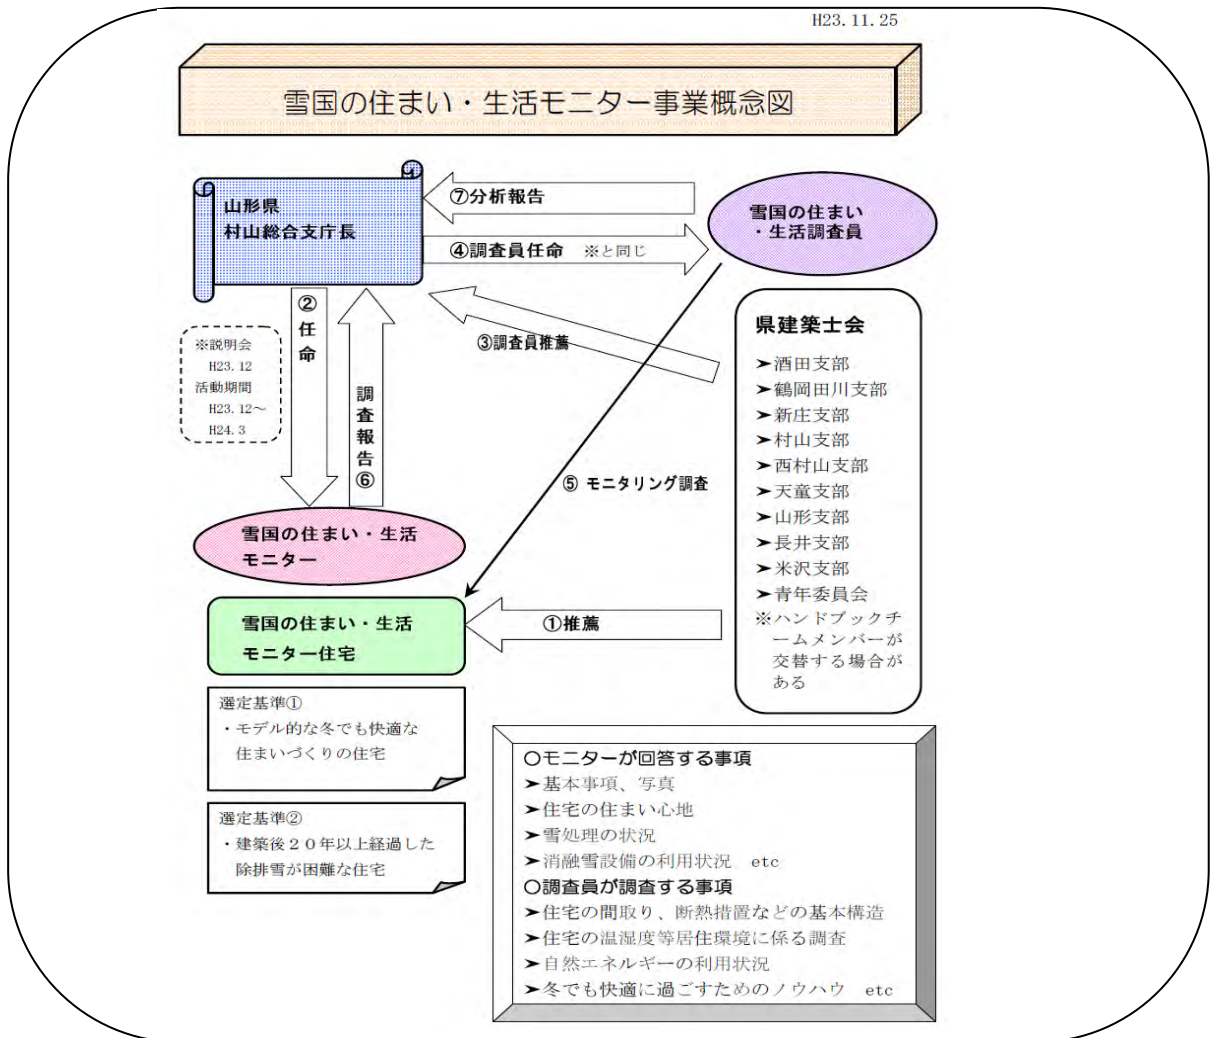 H23.11.25
雪国の住まい・生活モニター事業概念図
山形県
村山総合支庁長
⑦分析報告
④調査員任命　※と同じ
雪国の住まい
・生活調査員
②任命
※説明会
H23.12
活動期間
H23.12～
H24.3
調査報告⑥
③調査員推薦
県建築士会
➤酒田支部
➤鶴岡田川支部
➤新庄支部
➤村山支部
➤西村山支部
➤天童支部
➤山形支部
➤長井支部
➤米沢支部
➤青年委員会
※ハンドブックチ
ームメンバーが
交替する場合が
ある
⑤ モニタリング調査
雪国の住まい・生活
モニター
雪国の住まい・生活
モニター住宅
①推薦
選定基準①
・モデル的な冬でも快適な
住まいづくりの住宅
選定基準②
・建築後２０年以上経過した
除排雪が困難な住宅
○モニターが回答する事項
➤基本事項、写真
➤住宅の住まい心地
➤雪処理の状況
➤消融雪設備の利用状況　etc
○調査員が調査する事項
➤住宅の間取り、断熱措置などの基本構造
➤住宅の温湿度等居住環境に係る調査
➤自然エネルギーの利用状況
➤冬でも快適に過ごすためのノウハウ　etc